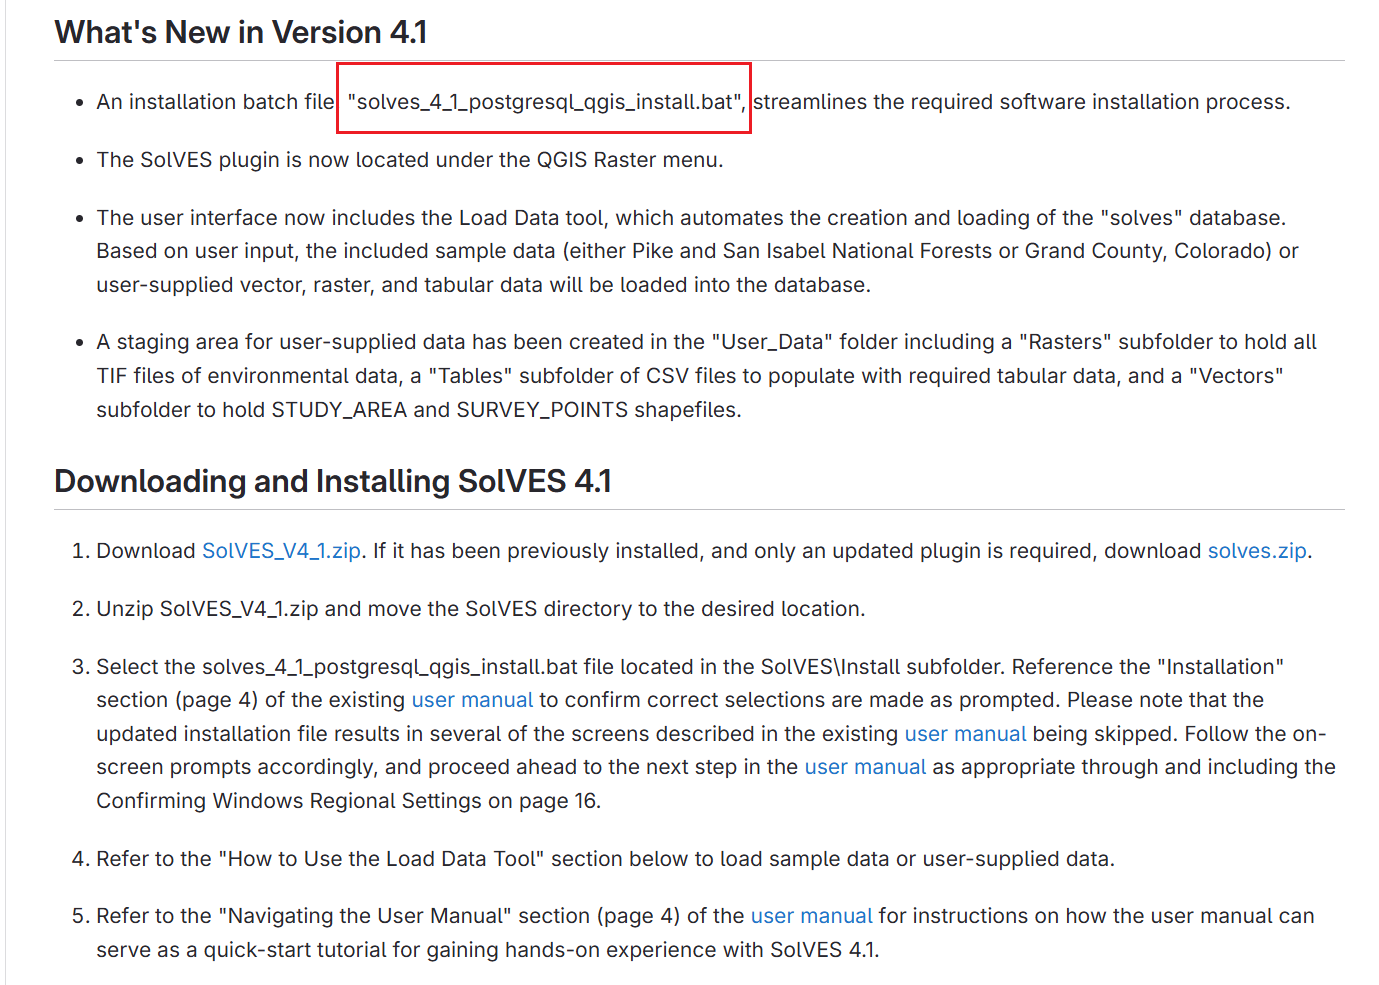 What's New in Version 4.1
• An installation batch file "solves_4_1_postgresql_qgis_install.bat", streamlines the required software installation process.
• The SolVES plugin is now located under the QGIS Raster menu.
• The user interface now includes the Load Data tool, which automates the creation and loading of the "solves" database.
Based on user input, the included sample data (either Pike and San Isabel National Forests or Grand County, Colorado) or
user-supplied vector, raster, and tabular data will be loaded into the database.
• A staging area for user-supplied data has been created in the "User_Data" folder including a "Rasters" subfolder to hold all
TIF files of environmental data, a "Tables" subfolder of CSV files to populate with required tabular data, and a "Vectors"
subfolder to hold STUDY_AREA and SURVEY_POINTS shapefiles.
Downloading and Installing SolVES 4.1
1. Download SolVES_V4_1.zip. If it has been previously installed, and only an updated plugin is required, download solves.zip.
2. Unzip SolVES_V4_1.zip and move the SolVES directory to the desired location.
3. Select the solves_4_1_postgresql_qgis_install.bat file located in the SolVES\Install subfolder. Reference the "Installation"
section (page 4) of the existing user manual to confirm correct selections are made as prompted. Please note that the
updated installation file results in several of the screens described in the existing user manual being skipped. Follow the on-
screen prompts accordingly, and proceed ahead to the next step in the user manual as appropriate through and including the
Confirming Windows Regional Settings on page 16.
4. Refer to the "How to Use the Load Data Tool" section below to load sample data or user-supplied data.
5. Refer to the "Navigating the User Manual" section (page 4) of the user manual for instructions on how the user manual can
serve as a quick-start tutorial for gaining hands-on experience with SolVES 4.1.